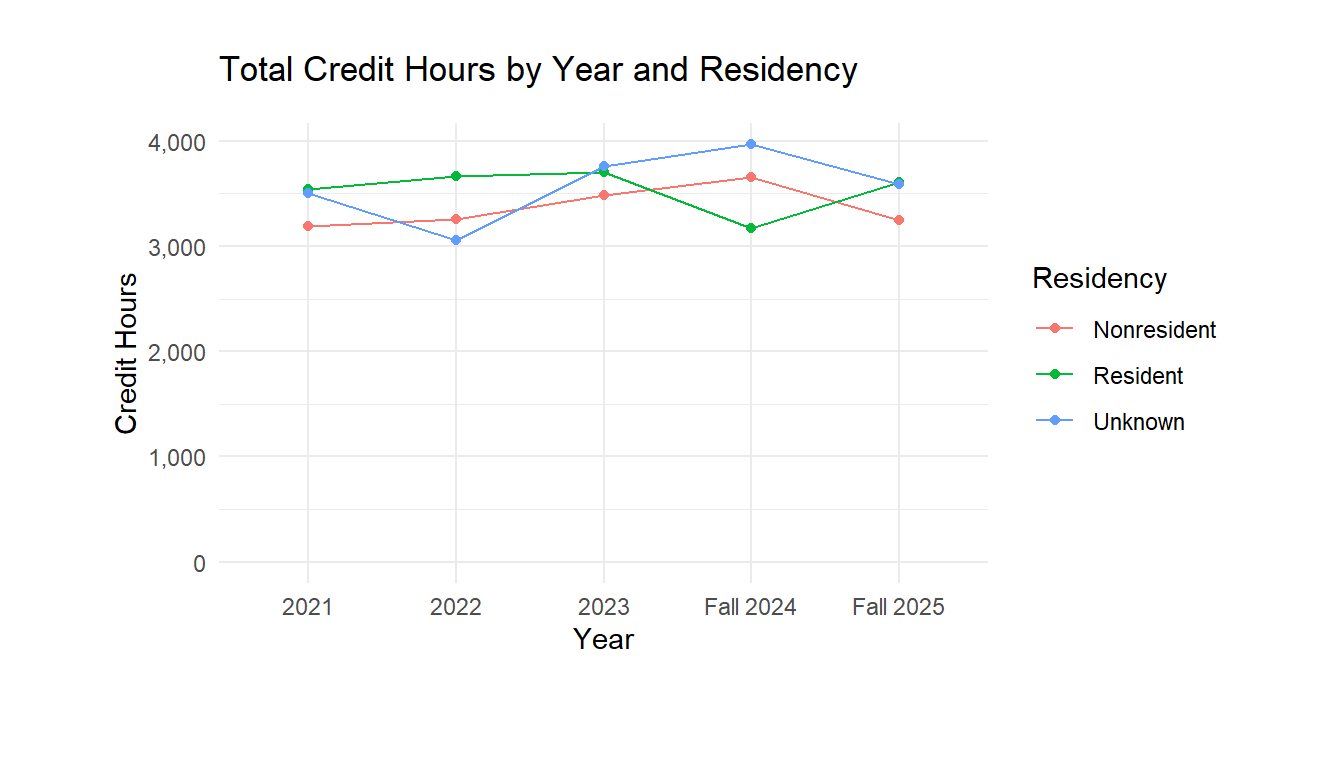 Total Credit Hours by Year and Residency
4,000
3,000
2,000
1,000
0
Credit Hours
2021 2022 2023 Fall 2024 Fall 2025
Year
Residency
Nonresident
Resident
Unknown